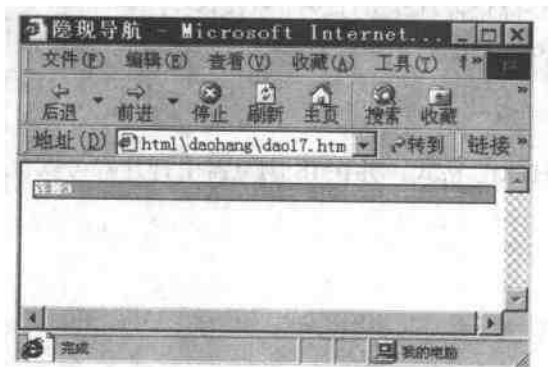 隐现导航 - Microsoft Internet...
文件(F) 编辑(E) 查看(V) 收藏(A) 工具(T) »
后退 前进 停止 刷新 主页 搜索 收藏 »
地址(D) html\daohang\dao17.htm 转到 链接 »
完成 我的电脑